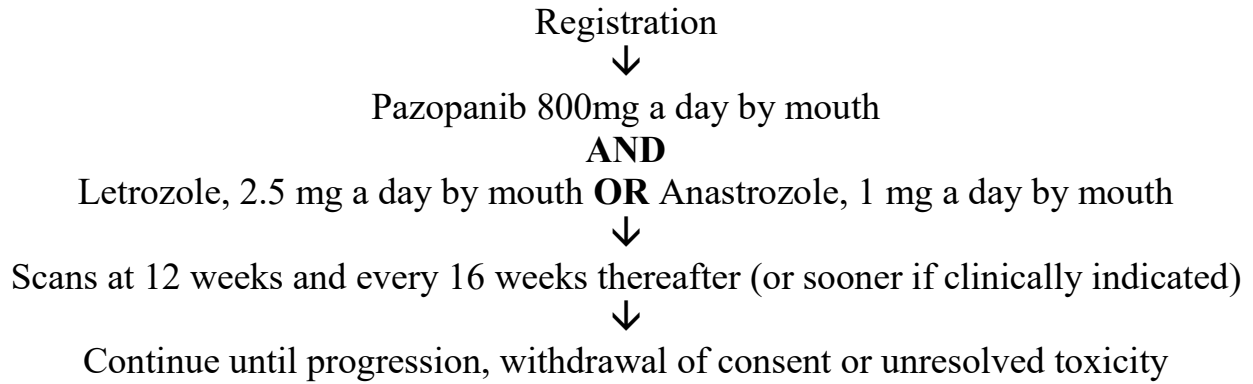 Registration
↓
Pazopanib 800mg a day by mouth
AND
Letrozole, 2.5 mg a day by mouth OR Anastrozole, 1 mg a day by mouth
↓
Scans at 12 weeks and every 16 weeks thereafter (or sooner if clinically indicated)
↓
Continue until progression, withdrawal of consent or unresolved toxicity